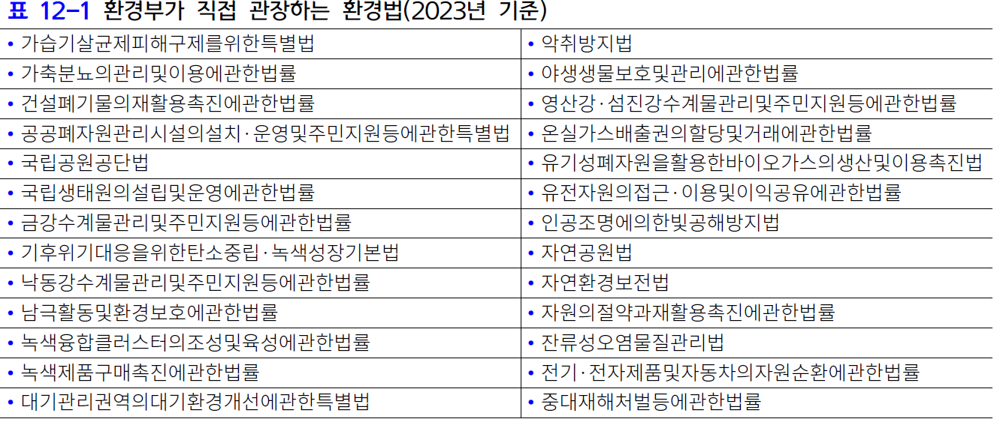 표 12-1 환경부가 직접 관장하는 환경법(2023년 기준)
• 가습기살균제피해구제를위한특별법
• 가축분뇨의관리및이용에관한법률
• 건설폐기물의재활용촉진에관한법률
• 공공폐자원관리시설의설치·운영및주민지원등에관한특별법
• 국립공원공단법
• 국립생태원의설립및운영에관한법률
• 금강수계물관리및주민지원등에관한법률
• 기후위기대응을위한탄소중립·녹색성장기본법
• 낙동강수계물관리및주민지원등에관한법률
• 남극활동및환경보호에관한법률
• 녹색융합클러스터의조성및육성에관한법률
• 녹색제품구매촉진에관한법률
• 대기관리권역의대기환경개선에관한특별법
• 악취방지법
• 야생생물보호및관리에관한법률
• 영산강·섬진강수계물관리및주민지원등에관한법률
• 온실가스배출권의할당및거래에관한법률
• 유기성폐자원을활용한바이오가스의생산및이용촉진법
• 유전자원의접근·이용및이익공유에관한법률
• 인공조명에의한빛공해방지법
• 자연공원법
• 자연환경보전법
• 자원의절약과재활용촉진에관한법률
• 잔류성오염물질관리법
• 전기·전자제품및자동차의자원순환에관한법률
• 중대재해처벌등에관한법률